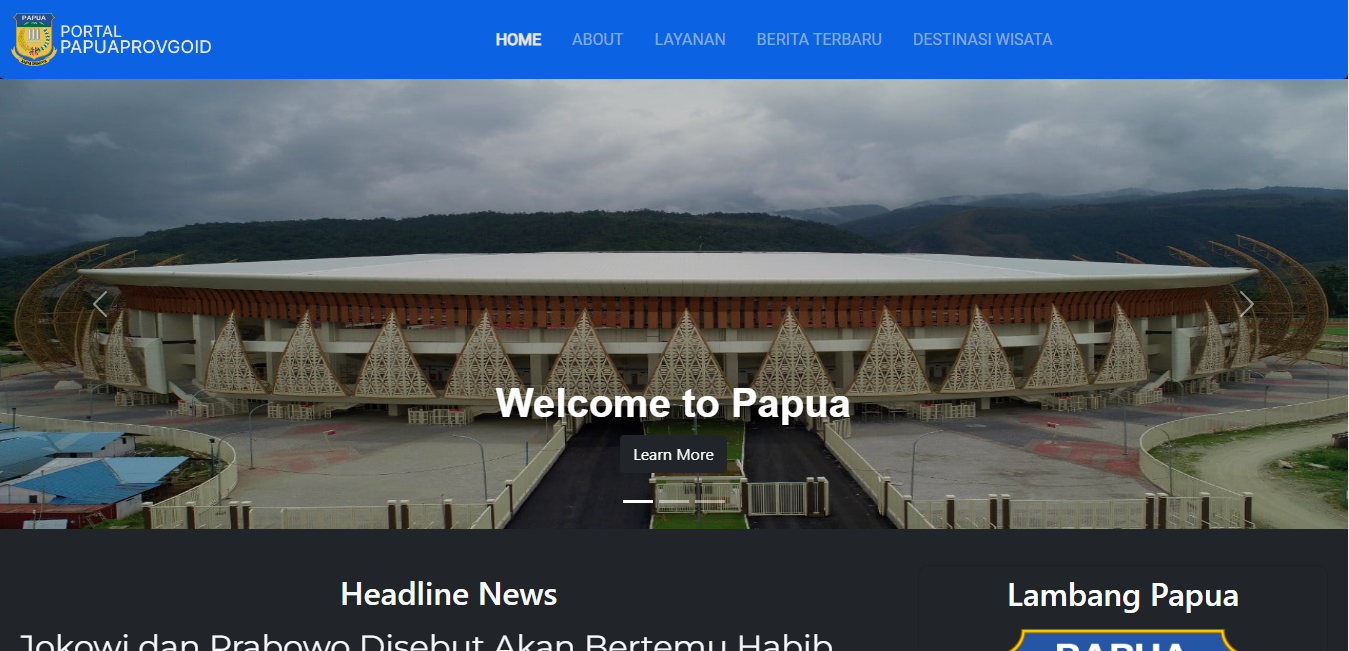 PAPUA
PORTAL
PAPUAPROVGOID
HOME
ABOUT
LAYANAN
BERITA TERBARU
DESTINASI WISATA
Welcome to Papua
Learn More
Headline News
Lambang Papua
Jokowi dan Prabowo Disebut Akan Bertemu Habib
PAPUA